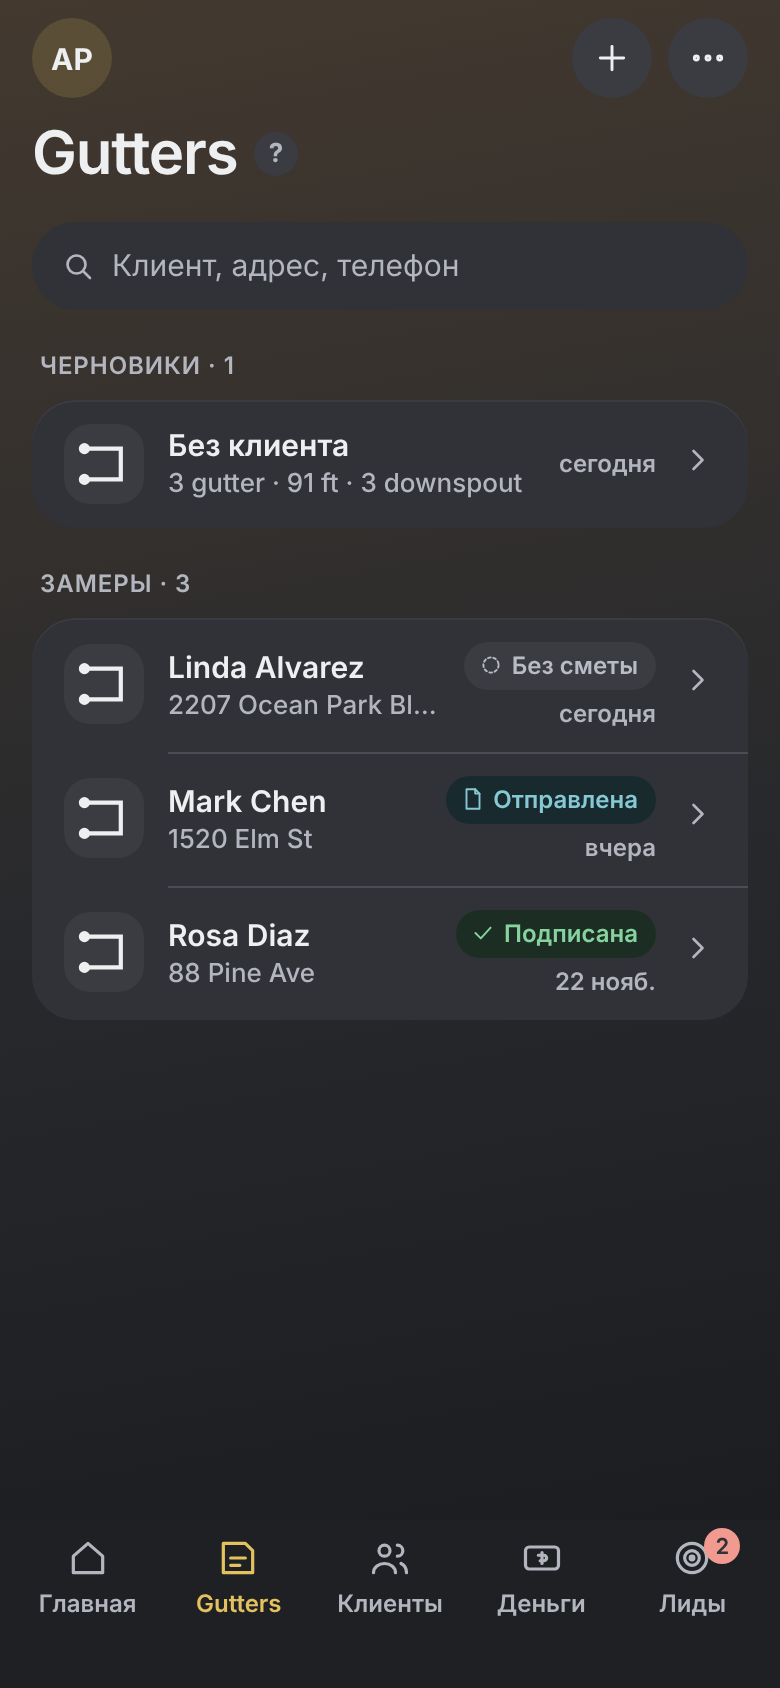 AP
Gutters ?
Клиент, адрес, телефон
ЧЕРНОВИКИ · 1
Без клиента
3 gutter · 91 ft · 3 downspout
сегодня
ЗАМЕРЫ · 3
Linda Alvarez
2207 Ocean Park Bl...
Без сметы
сегодня
Mark Chen
1520 Elm St
Отправлена
вчера
Rosa Diaz
88 Pine Ave
Подписана
22 нояб.
2
Главная
Gutters
Клиенты
Деньги
Лиды